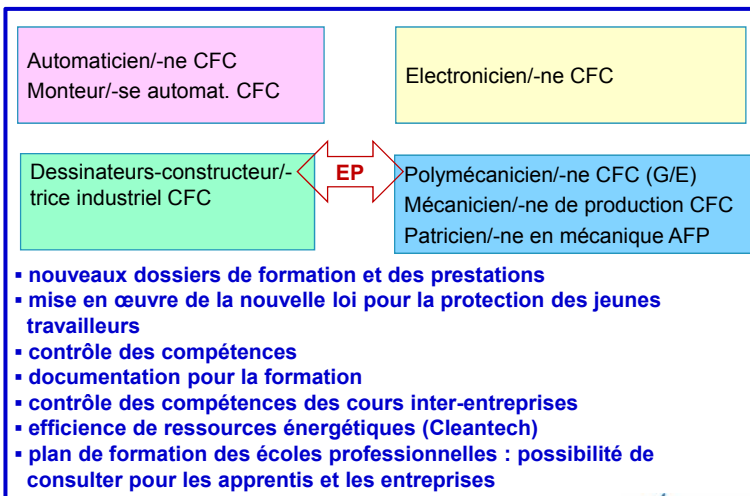 Automaticien/-ne CFC
Monteur/-se automat. CFC
Electronicien/-ne CFC
Dessinateurs-constructeur/-
trice industriel CFC
EP
Polymécanicien/-ne CFC (G/E)
Mécanicien/-ne de production CFC
Patricien/-ne en mécanique AFP
▪ nouveaux dossiers de formation et des prestations
▪ mise en œuvre de la nouvelle loi pour la protection des jeunes
travailleurs
▪ contrôle des compétences
▪ documentation pour la formation
▪ contrôle des compétences des cours inter-entreprises
▪ efficience de ressources énergétiques (Cleantech)
▪ plan de formation des écoles professionnelles : possibilité de
consulter pour les apprentis et les entreprises